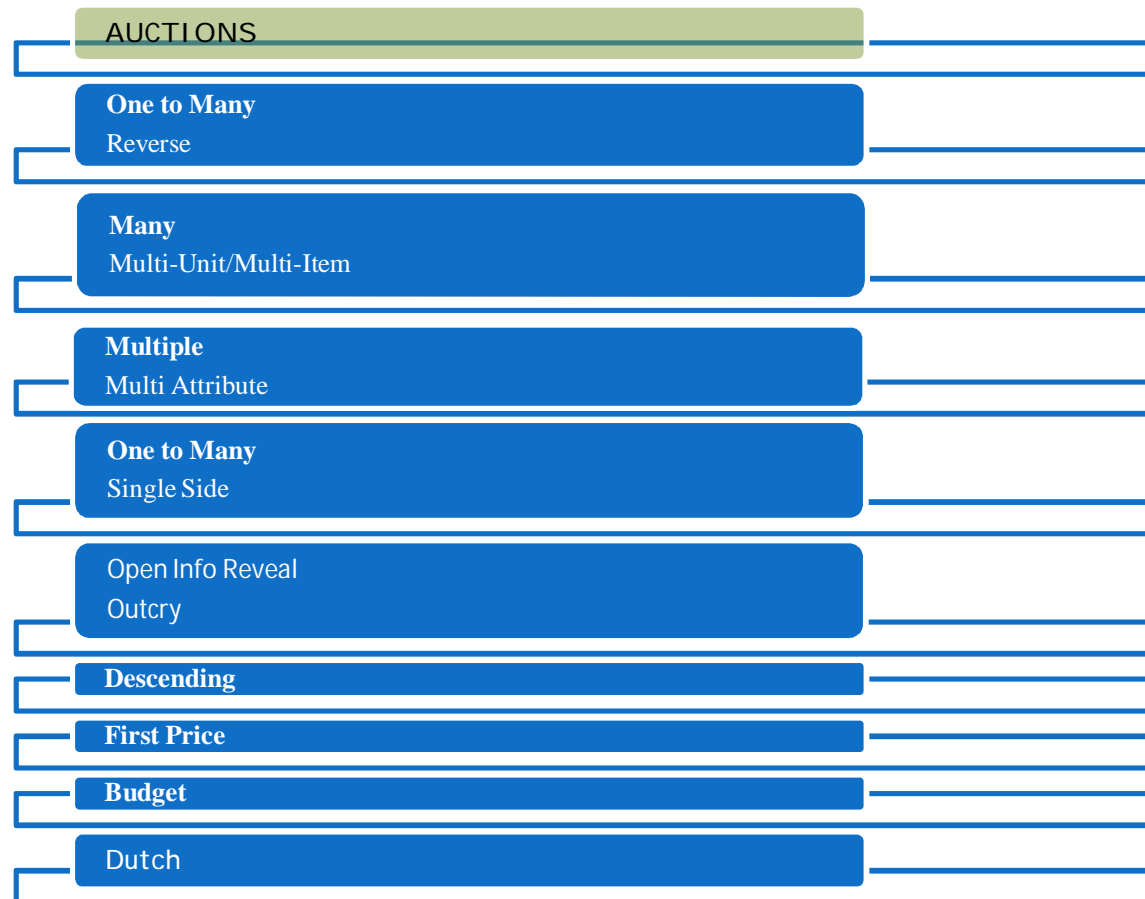 AUCTIONS
One to Many
Reverse
Many
Multi-Unit/Multi-Item
Multiple
Multi Attribute
One to Many
Single Side
Open Info Reveal
Outcry
Descending
First Price
Budget
Dutch